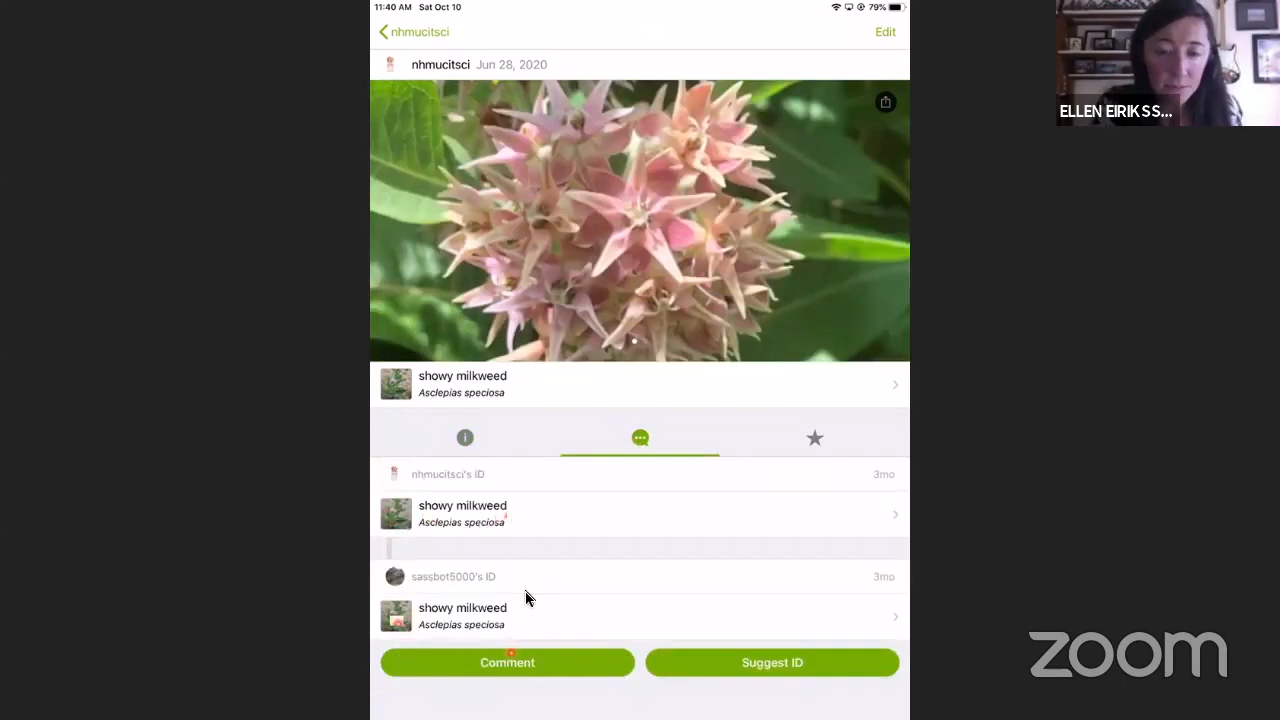 11:40 AM Sat Oct 10
79%
nhmucitsci
Edit
nhmucitsci Jun 28, 2020
ELLEN EIRIKSS...
showy milkweed
Asclepias speciosa
nhmucitsci's ID
3mo
showy milkweed
Asclepias speciosa
sassbot5000's ID
3mo
showy milkweed
Asclepias speciosa
Comment
Suggest ID
zoom